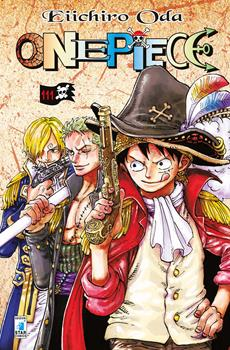 Eiichiro Oda
ONE PIECE
111
STAR
COMICS